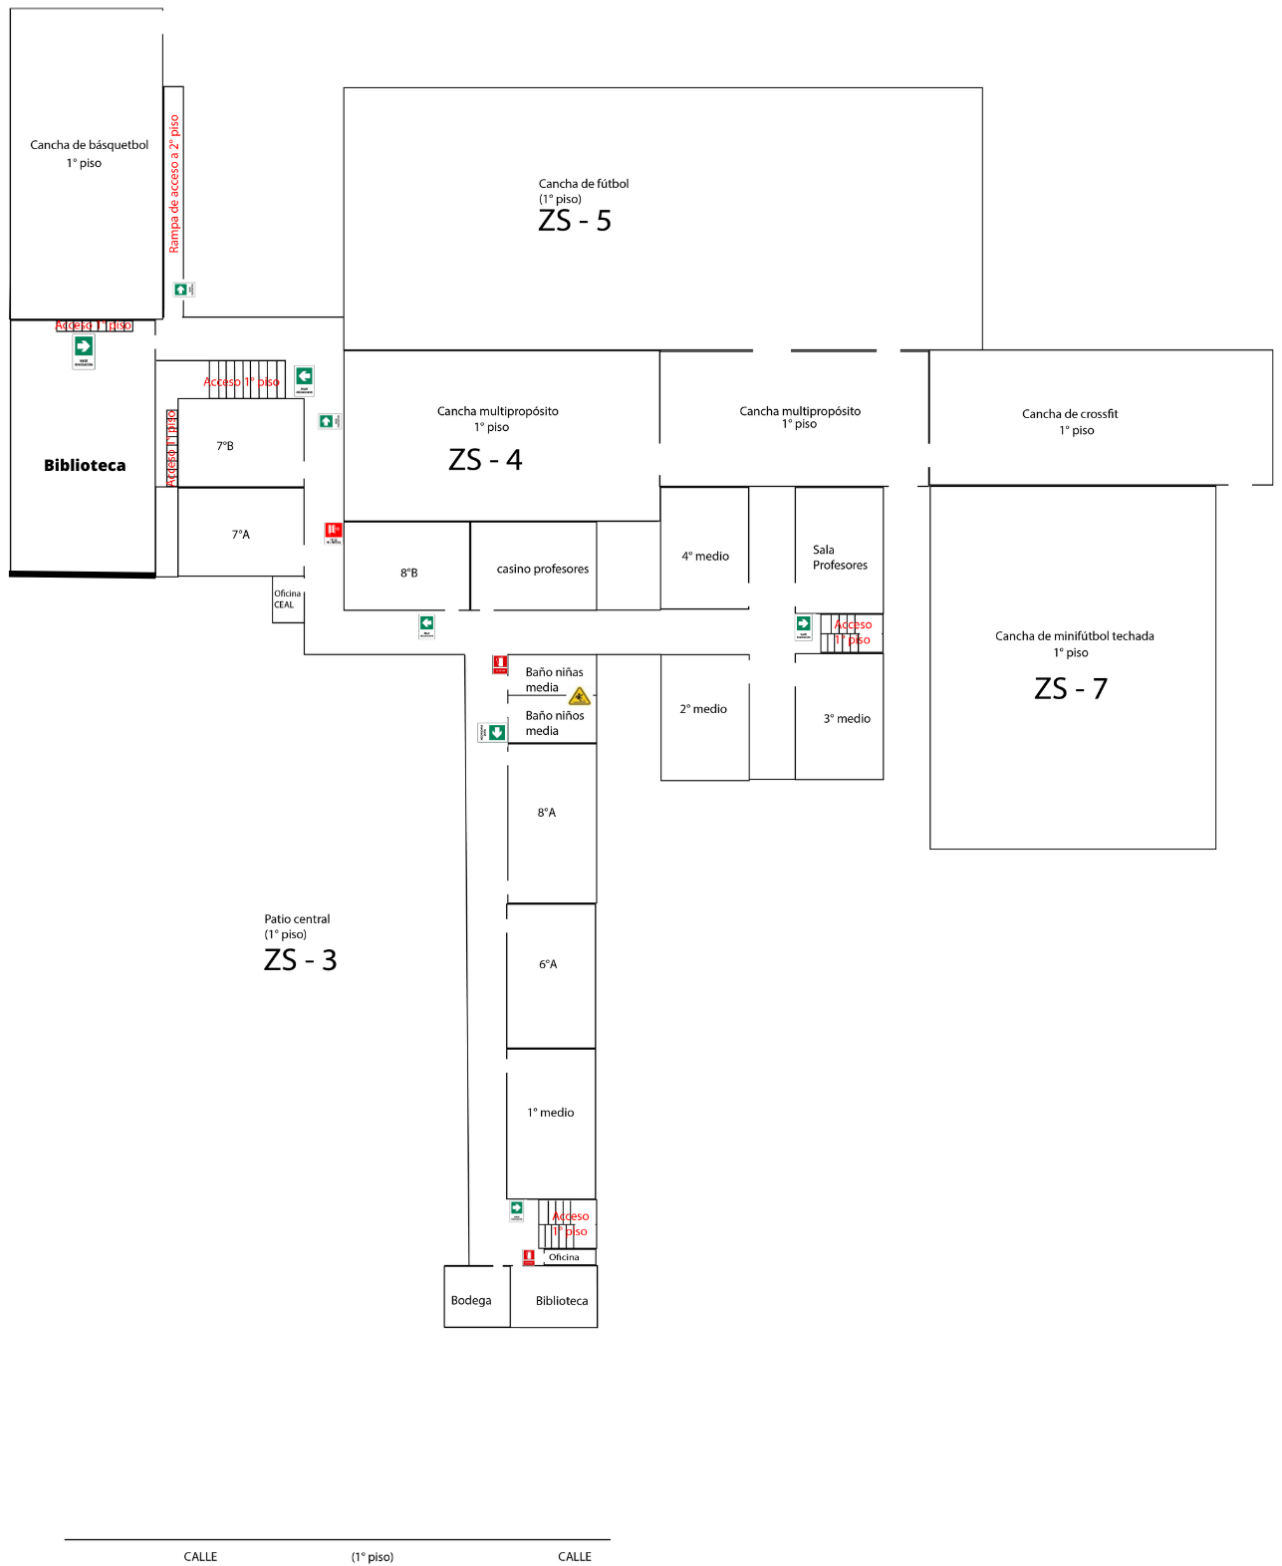 Cancha de básquetbol
1° piso
Rampa de acceso a 2° piso
Cancha de fútbol
(1° piso)
ZS - 5
Acceso 1° piso
Acceso 1° piso
Acceso 1° piso
7°B
Biblioteca
7°A
Cancha multipropósito
1° piso
ZS - 4
Cancha multipropósito
1° piso
Cancha de crossfit
1° piso
8°B
casino profesores
4° medio
Sala
Profesores
Oficina
CEAL
Acceso
1° piso
Cancha de minifútbol techada
1° piso
ZS - 7
Baño niñas
media
Baño niños
media
2° medio
3° medio
8°A
Patio central
(1° piso)
ZS - 3
6°A
1° medio
Acceso
1° piso
Oficina
Bodega
Biblioteca
CALLE
(1° piso)
CALLE